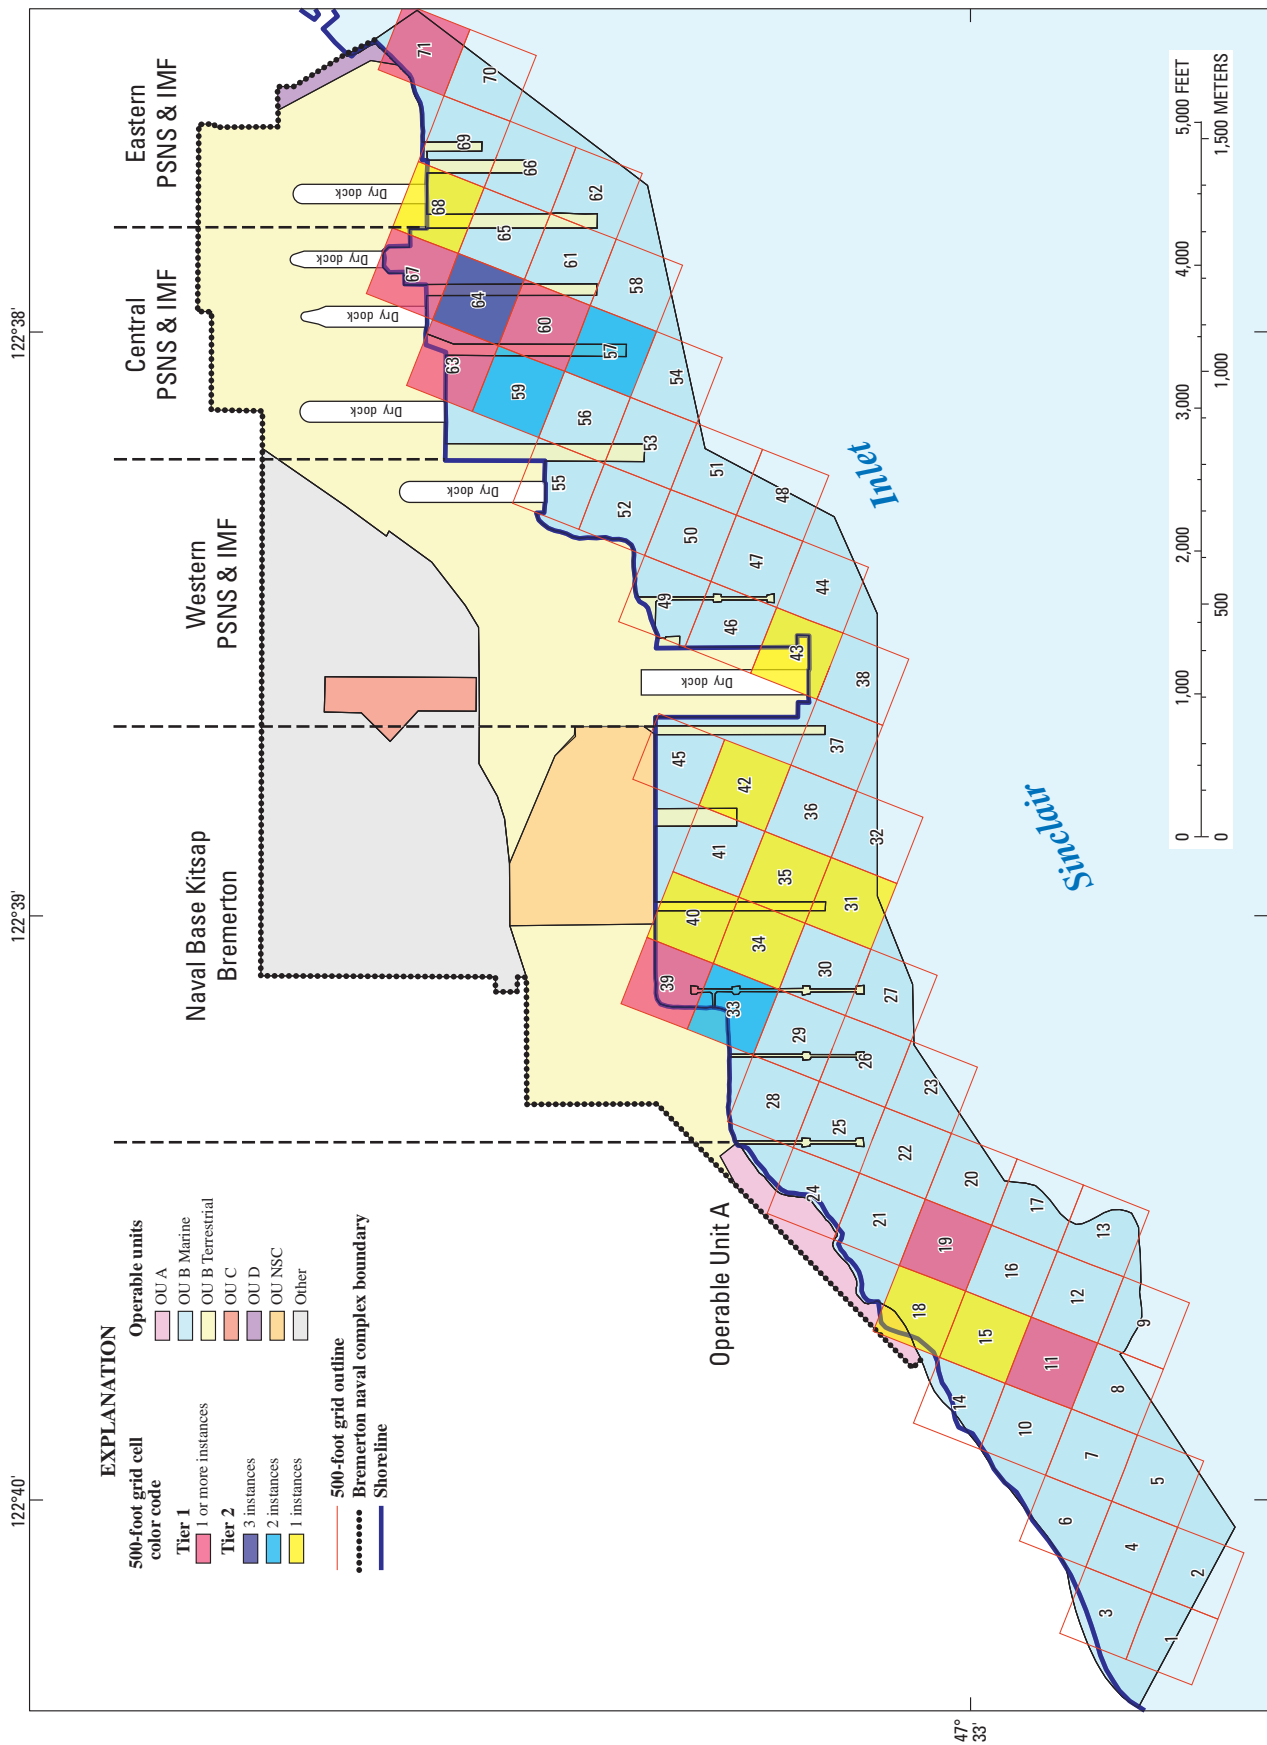 122°40'
122°39'
122°38'
EXPLANATION
500-foot grid cell
color code
Tier 1
1 or more instances
Tier 2
3 instances
2 instances
1 instances
Operable units
OU A
OU B Marine
OU B Terrestrial
OU C
OU D
OU NSC
Other
500-foot grid outline
Bremerton naval complex boundary
Shoreline
Naval Base Kitsap
Bremerton
Western
PSNS & IMF
Central
PSNS & IMF
Eastern
PSNS & IMF
Operable Unit A
Dry dock
Dry dock
Dry dock
Dry dock
Dry dock
Dry dock
1
2
3
4
5
6
7
8
9
10
11
12
13
14
15
16
17
18
19
20
21
22
23
24
25
26
27
28
29
30
31
32
33
34
35
36
37
38
39
40
41
42
43
44
45
46
47
48
49
50
51
52
53
54
55
56
57
58
59
60
61
62
63
64
65
66
67
68
69
70
71
Sinclair
Inlet
47°
33'
0 1,000 2,000 3,000 4,000 5,000 FEET
0 500 1,000 1,500 METERS